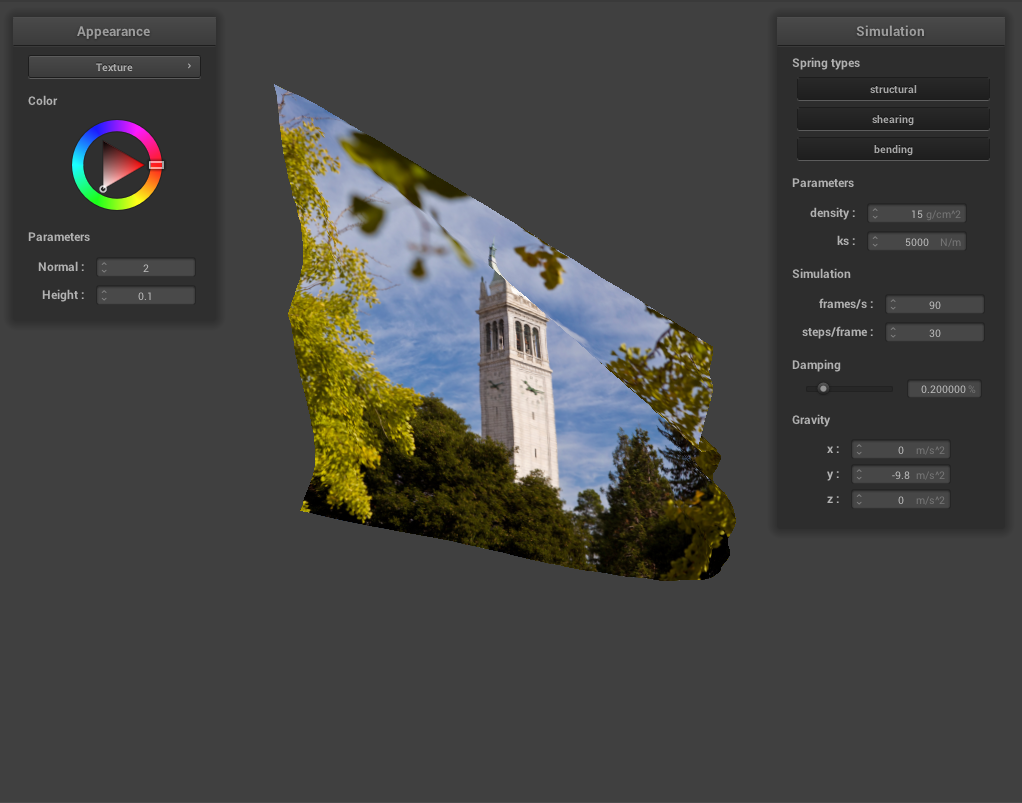 Appearance
Texture ›
Color
Parameters
Normal : 2
Height : 0.1
Simulation
Spring types
structural
shearing
bending
Parameters
density : 15 g/cm^2
ks : 5000 N/m
Simulation
frames/s : 90
steps/frame : 30
Damping
0.200000 %
Gravity
x : 0 m/s^2
y : -9.8 m/s^2
z : 0 m/s^2